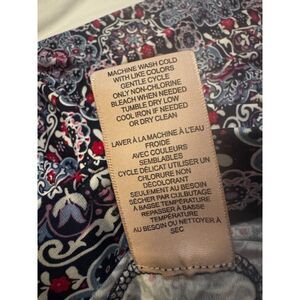 MACHINE WASH COLD
WITH LIKE COLORS
GENTLE CYCLE
ONLY NON-CHLORINE
BLEACH WHEN NEEDED
TUMBLE DRY LOW
COOL IRON IF NEEDED
OR DRY CLEAN
LAVER À LA MACHINE À L'EAU
FROIDE
AVEC COULEURS
SEMBLABLES
CYCLE DÉLICAT UTILISER UN
CHLORURE NON
DÉCOLORANT
SEULEMENT AU BESOIN
SÉCHER PAR CULBUTAGE
À BASSE TEMPÉRATURE
REPASSER À BASSE
TEMPÉRATURE
AU BESOIN OU NETTOYER À
SEC